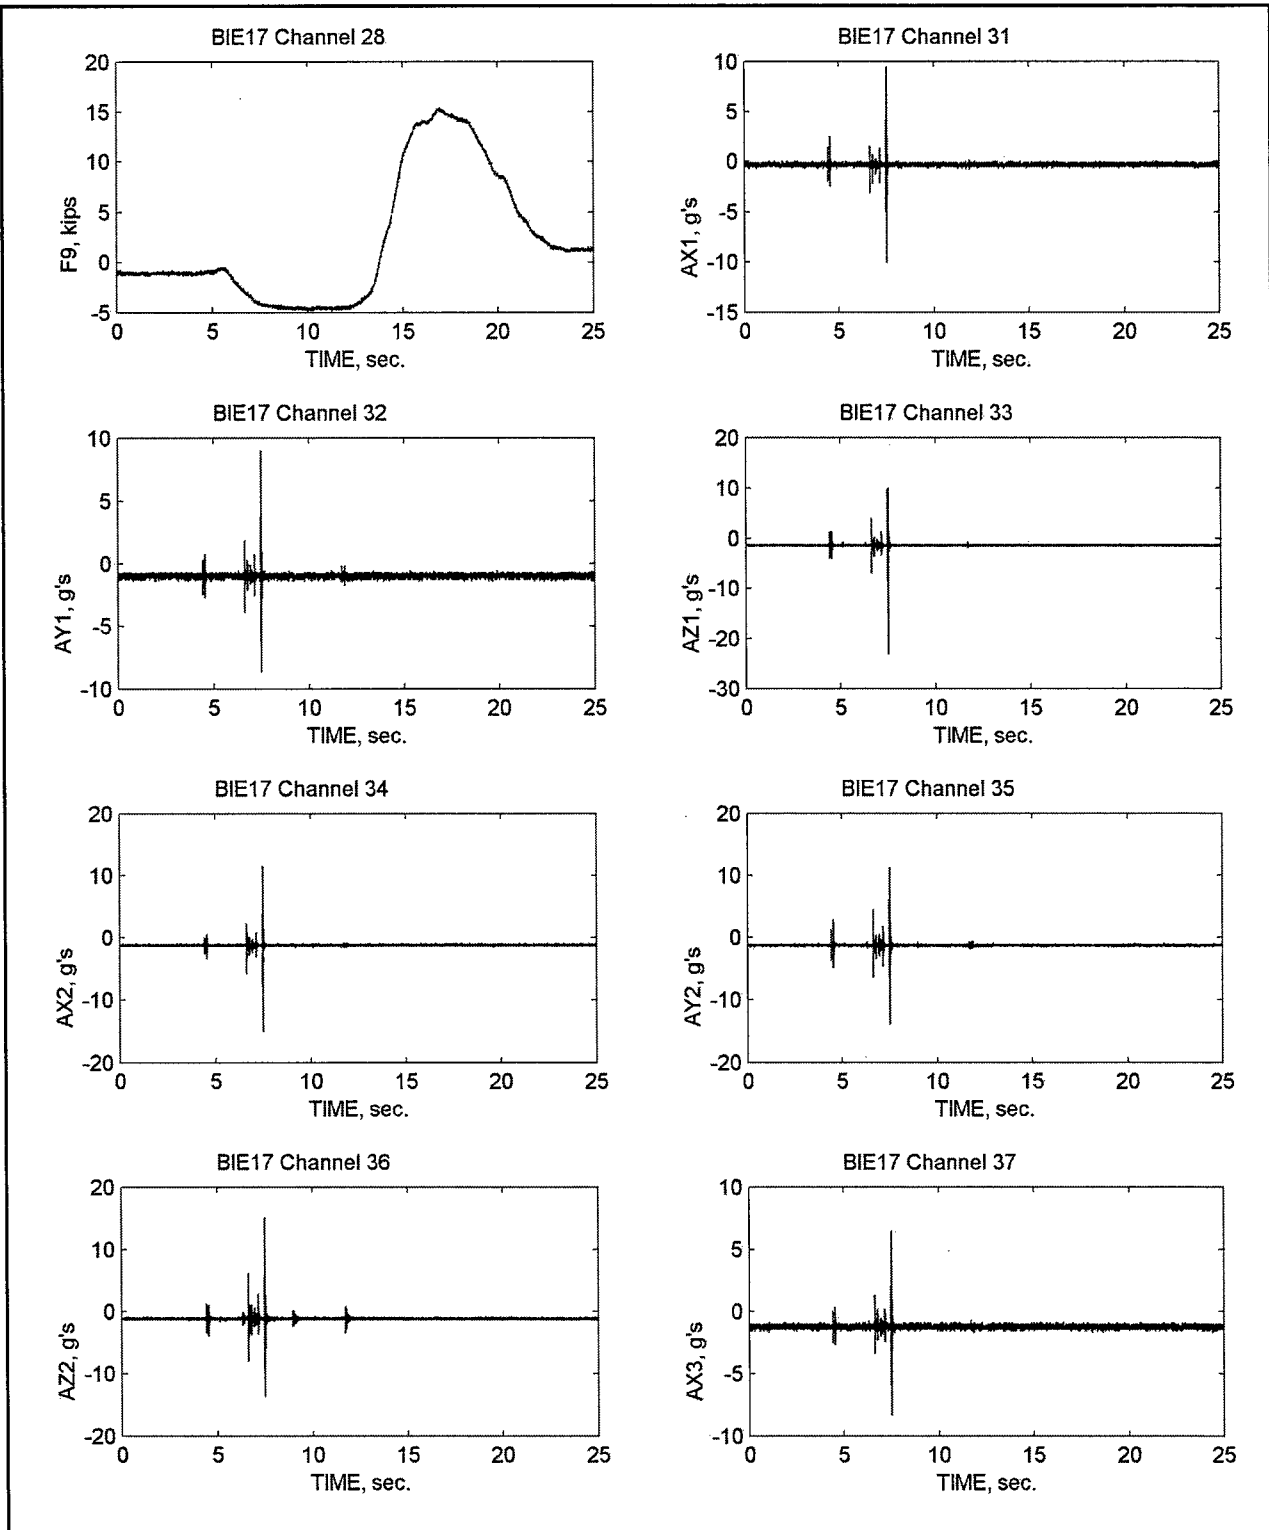 BIE17 Channel 28
20
15
10
5
0
-5
F9, kips
0 5 10 15 20 25
TIME, sec.
BIE17 Channel 31
10
5
0
-5
-10
-15
AX1, g's
0 5 10 15 20 25
TIME, sec.
BIE17 Channel 32
10
5
0
-5
-10
AY1, g's
0 5 10 15 20 25
TIME, sec.
BIE17 Channel 33
20
10
0
-10
-20
-30
AZ1, g's
0 5 10 15 20 25
TIME, sec.
BIE17 Channel 34
20
10
0
-10
-20
AX2, g's
0 5 10 15 20 25
TIME, sec.
BIE17 Channel 35
20
10
0
-10
-20
AY2, g's
0 5 10 15 20 25
TIME, sec.
BIE17 Channel 36
20
10
0
-10
-20
AZ2, g's
0 5 10 15 20 25
TIME, sec.
BIE17 Channel 37
10
5
0
-5
-10
AX3, g's
0 5 10 15 20 25
TIME, sec.